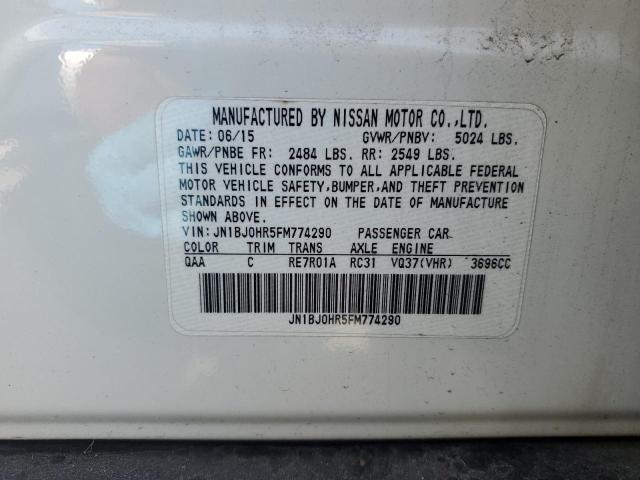 MANUFACTURED BY NISSAN MOTOR CO.,LTD.
DATE: 06/15 GVWR/PNBV: 5024 LBS.
GAWR/PNBE FR: 2484 LBS. RR: 2549 LBS.
THIS VEHICLE CONFORMS TO ALL APPLICABLE FEDERAL
MOTOR VEHICLE SAFETY,BUMPER,AND THEFT PREVENTION
STANDARDS IN EFFECT ON THE DATE OF MANUFACTURE
SHOWN ABOVE.
VIN: JN1BJ0HR5FM774290 PASSENGER CAR
COLOR TRIM TRANS AXLE ENGINE
QAA C RE7R01A RC31 VQ37(VHR) 3696CC
JN1BJ0HR5FM774290